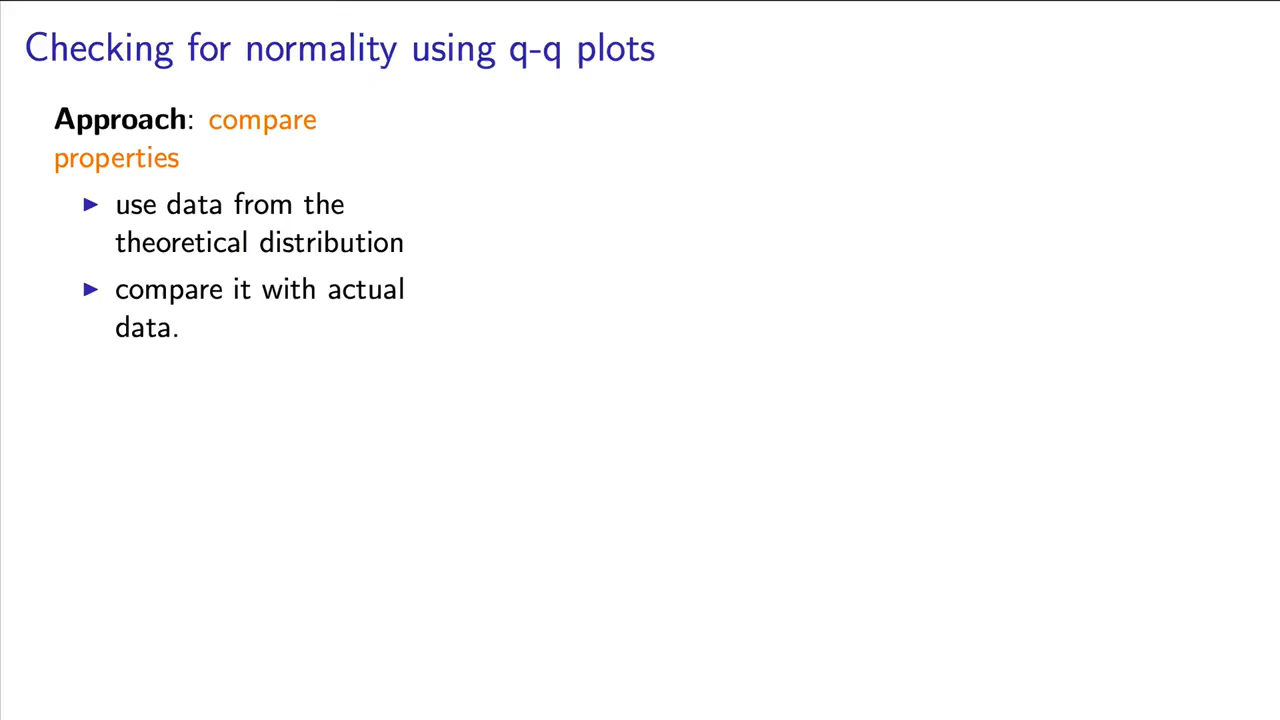 Checking for normality using q-q plots
Approach: compare
properties
▶ use data from the
theoretical distribution
▶ compare it with actual
data.